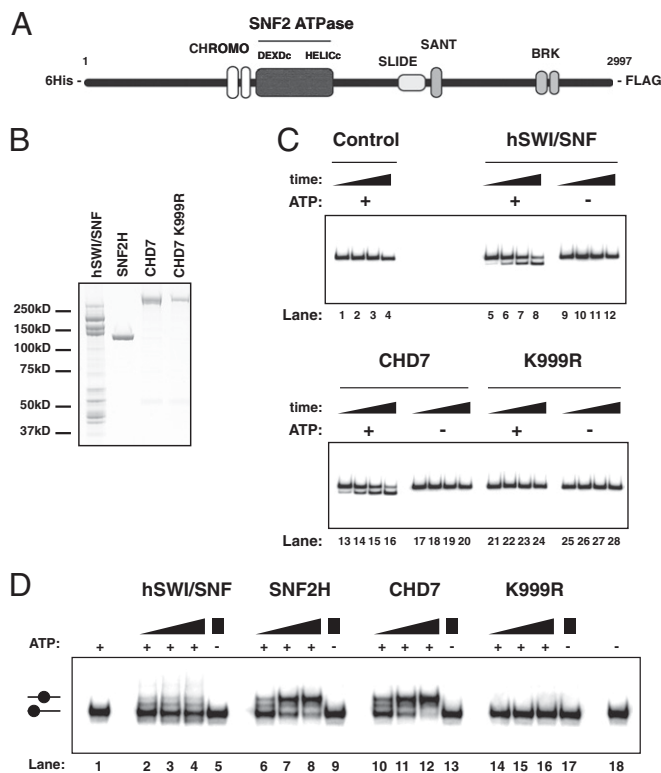 A
SNF2 ATPase
CHROMO
DEXDc HELICc
SLIDE
SANT
BRK
1
2997
6His -
- FLAG
B
hSWI/SNF
SNF2H
CHD7
CHD7 K999R
250kD
150kD
100kD
75kD
50kD
37kD
C
Control hSWI/SNF
time:
ATP: + + -
Lane: 1 2 3 4 5 6 7 8 9 10 11 12
CHD7 K999R
time:
ATP: + - + -
Lane: 13 14 15 16 17 18 19 20 21 22 23 24 25 26 27 28
D
hSWI/SNF SNF2H CHD7 K999R
ATP: + + + + - + + + - + + + - + + + - -
Lane: 1 2 3 4 5 6 7 8 9 10 11 12 13 14 15 16 17 18